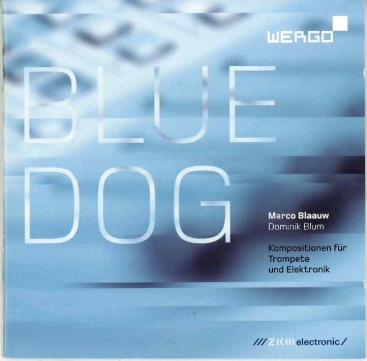 WERGO
BLUE
DOG
Marco Blaauw
Dominik Blum
Kompositionen für
Trompete
und Elektronik
/// ZKM electronic /